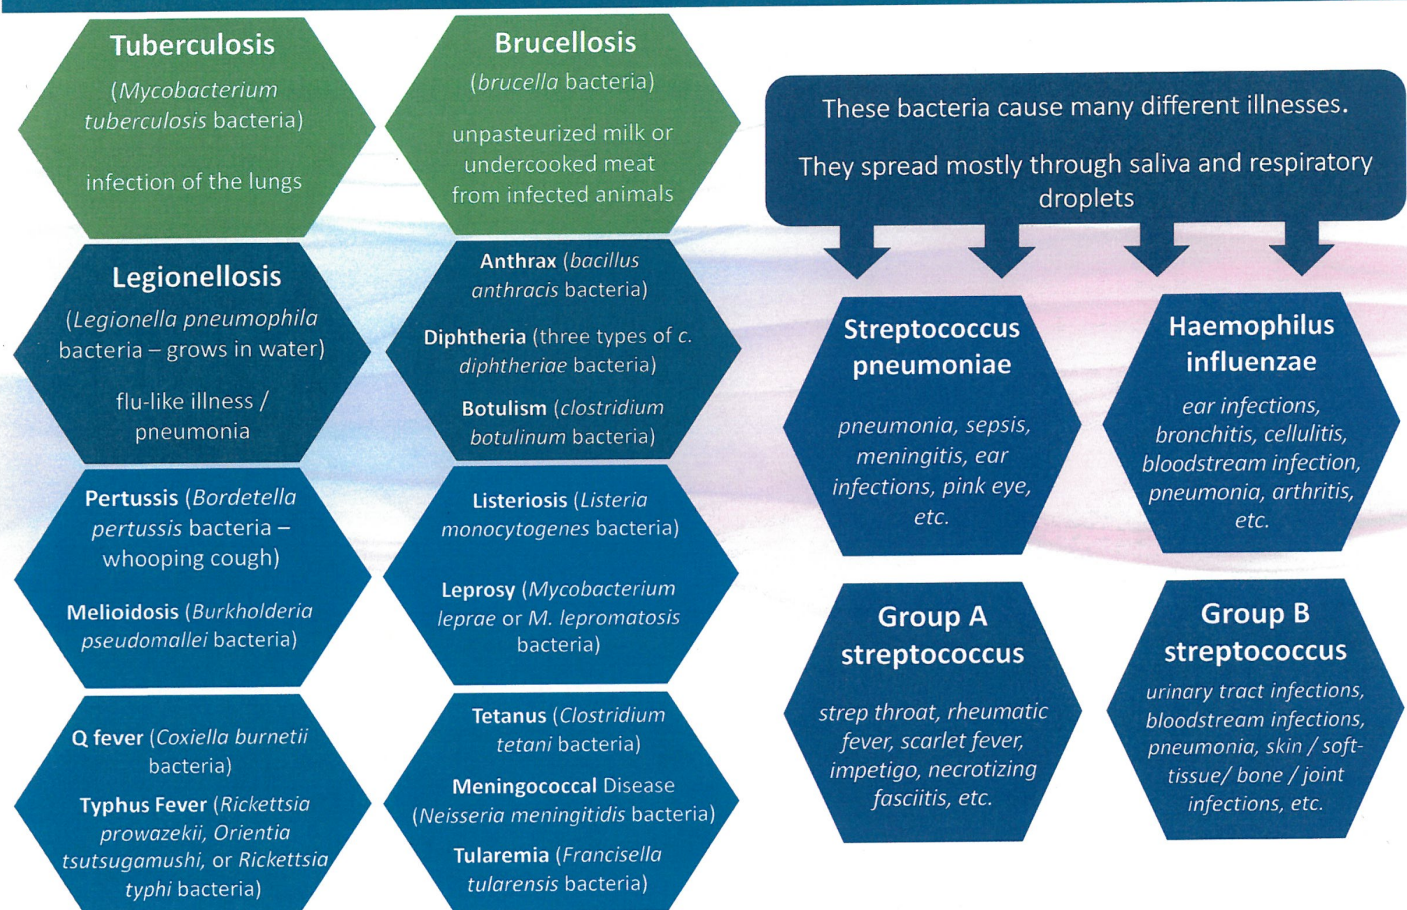 Tuberculosis
(Mycobacterium
tuberculosis bacteria)
infection of the lungs
Brucellosis
(brucella bacteria)
unpasteurized milk or
undercooked meat
from infected animals
Legionellosis
(Legionella pneumophila
bacteria – grows in water)
flu-like illness /
pneumonia
Anthrax (bacillus
anthracis bacteria)
Diphtheria (three types of c.
diphtheriae bacteria)
Botulism (clostridium
botulinum bacteria)
Pertussis (Bordetella
pertussis bacteria –
whooping cough)
Melioidosis (Burkholderia
pseudomallei bacteria)
Listeriosis (Listeria
monocytogenes bacteria)
Leprosy (Mycobacterium
leprae or M. lepromatosis
bacteria)
Q fever (Coxiella burnetii
bacteria)
Typhus Fever (Rickettsia
prowazekii, Orientia
tsutsugamushi, or Rickettsia
typhi bacteria)
Tetanus (Clostridium
tetani bacteria)
Meningococcal Disease
(Neisseria meningitidis bacteria)
Tularemia (Francisella
tularensis bacteria)
These bacteria cause many different illnesses.
They spread mostly through saliva and respiratory
droplets
Streptococcus
pneumoniae
pneumonia, sepsis,
meningitis, ear
infections, pink eye,
etc.
Haemophilus
influenzae
ear infections,
bronchitis, cellulitis,
bloodstream infection,
pneumonia, arthritis,
etc.
Group A
streptococcus
strep throat, rheumatic
fever, scarlet fever,
impetigo, necrotizing
fasciitis, etc.
Group B
streptococcus
urinary tract infections,
bloodstream infections,
pneumonia, skin / soft-
tissue/ bone / joint
infections, etc.